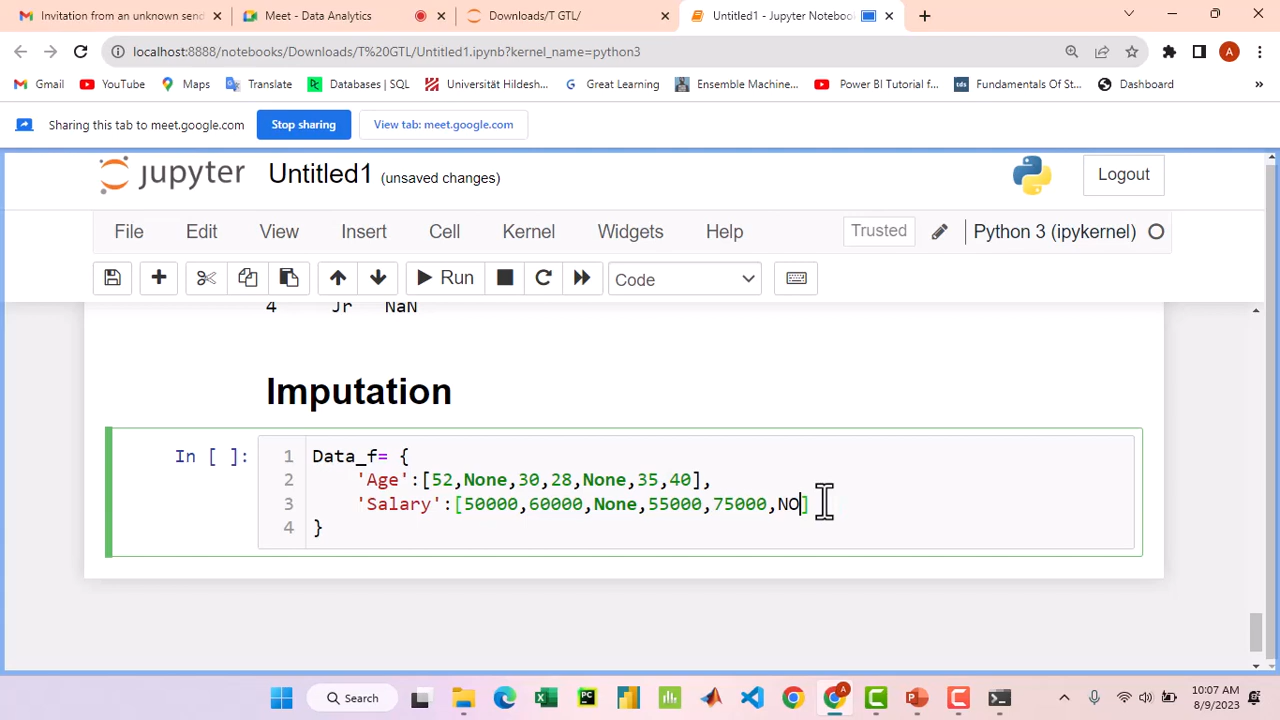 Invitation from an unknown send
Meet - Data Analytics
Downloads/T GTL/
Untitled1 - Jupyter Notebook
localhost:8888/notebooks/Downloads/T%20GTL/Untitled1.ipynb?kernel_name=python3
A
Gmail
YouTube
Maps
Translate
Databases | SQL
Universität Hildesh...
Great Learning
Ensemble Machine...
Power BI Tutorial f...
Fundamentals Of St...
Dashboard
»
Sharing this tab to meet.google.com
Stop sharing
View tab: meet.google.com
jupyter Untitled1 (unsaved changes)
Logout
File Edit View Insert Cell Kernel Widgets Help
Trusted
Python 3 (ipykernel)
Run
Code
4 Jr NaN
Imputation
In [ ]: 1 Data_f= {
2 'Age':[52,None,30,28,None,35,40],
3 'Salary':[50000,60000,None,55000,75000,NO]
4 }
Search
10:07 AM
8/9/2023